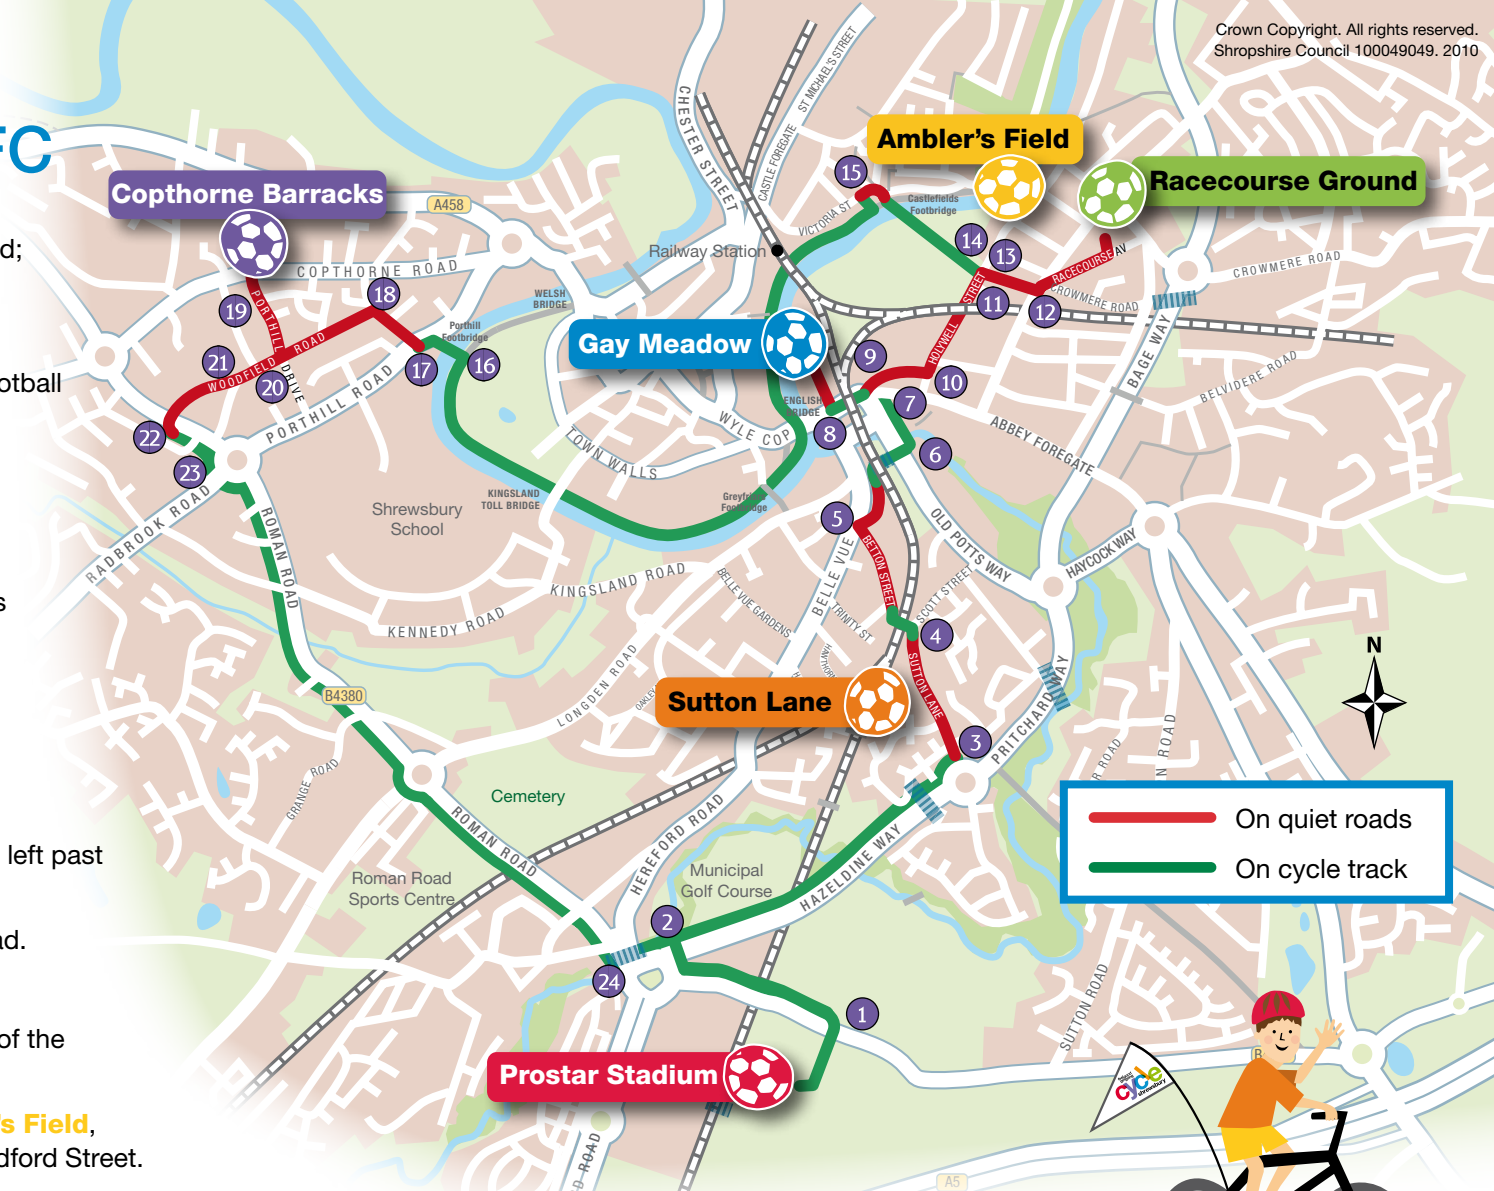 Crown Copyright. All rights reserved.
Shropshire Council 100049049. 2010
FC
d;
otball
s
left past
ad.
of the
's Field,
dford Street.
Copthorne Barracks
Ambler's Field
Racecourse Ground
Gay Meadow
Sutton Lane
Prostar Stadium
CHESTER STREET
ST MICHAEL'S STREET
CASTLE FOREGATE
VICTORIA ST
Castlefields
Footbridge
Railway Station
A458
COPTHORNE ROAD
WELSH
BRIDGE
Porthill
Footbridge
PORTHILL
DRIVE
WOODFIELD ROAD
PORTHILL ROAD
RACECOURSE AV
CROWMERE ROAD
CROWMERE ROAD
HOLYWELL STREET
BAGE WAY
BELVIDERE ROAD
ABBEY FOREGATE
ENGLISH
BRIDGE
WYLE COP
TOWN WALLS
KINGSLAND
TOLL BRIDGE
Greyfriars
Footbridge
Shrewsbury
School
RADBROOK ROAD
ROMAN ROAD
KINGSLAND ROAD
KENNEDY ROAD
BELLE VUE GARDENS
BELLE VUE
TRINITY ST
BETTON STREET
SCOTT STREET
OLD POTTS WAY
HAYCOCK WAY
OAKLEY
LONGDEN ROAD
SUTTON LANE
PRITCHARD WAY
B4380
GRANGE ROAD
Cemetery
ROMAN ROAD
HEREFORD ROAD
Municipal
Golf Course
HAZELDINE WAY
Roman Road
Sports Centre
R ROAD
N ROAD
SUTTON ROAD
D ROAD
A5
N
On quiet roads
On cycle track
cycle
shrewsbury
1
2
3
4
5
6
7
8
9
10
11
12
13
14
15
16
17
18
19
20
21
22
23
24